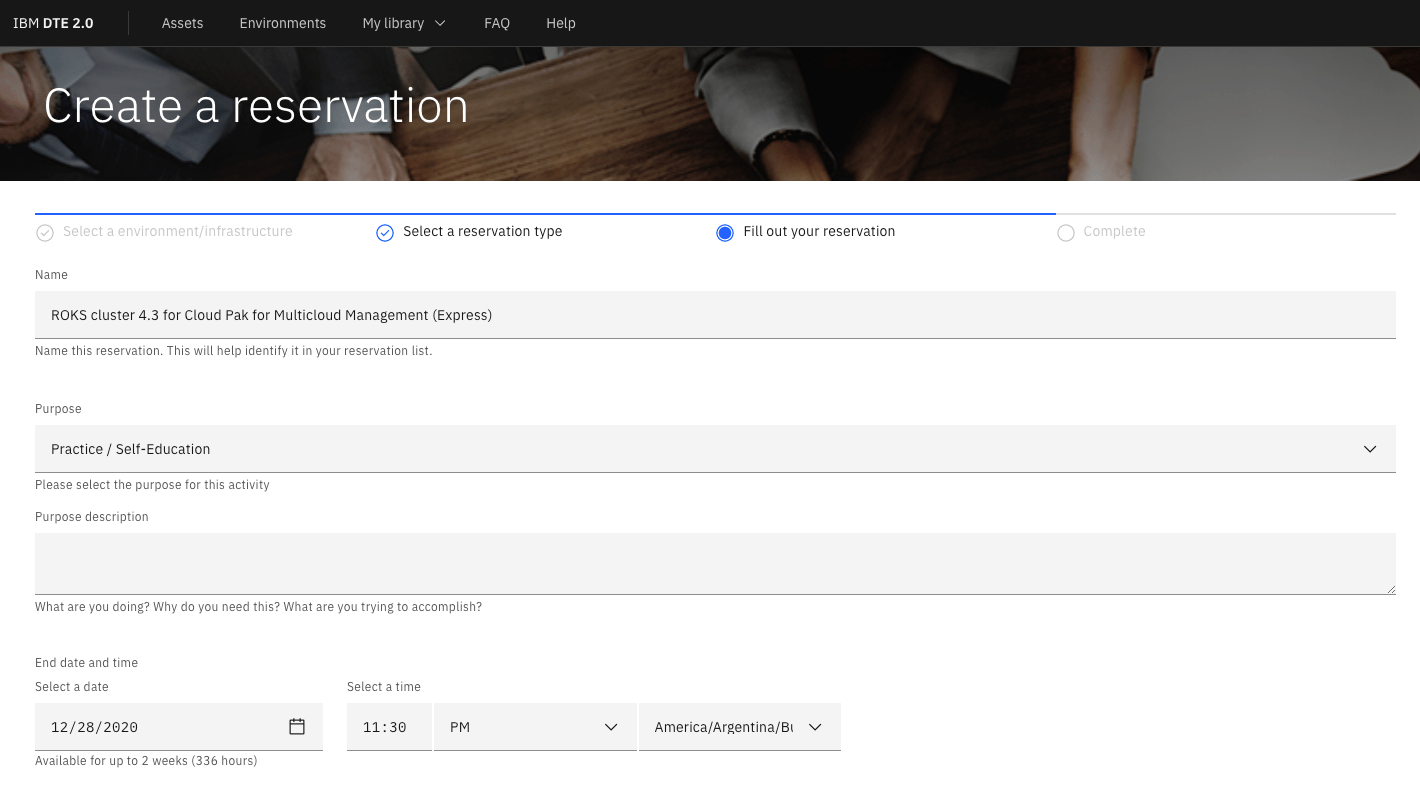 IBM DTE 2.0 Assets Environments My library FAQ Help
Create a reservation
Select a environment/infrastructure Select a reservation type Fill out your reservation Complete
Name
ROKS cluster 4.3 for Cloud Pak for Multicloud Management (Express)
Name this reservation. This will help identify it in your reservation list.
Purpose
Practice / Self-Education
Please select the purpose for this activity
Purpose description
What are you doing? Why do you need this? What are you trying to accomplish?
End date and time
Select a date Select a time
12/28/2020 11:30 PM America/Argentina/Bu
Available for up to 2 weeks (336 hours)